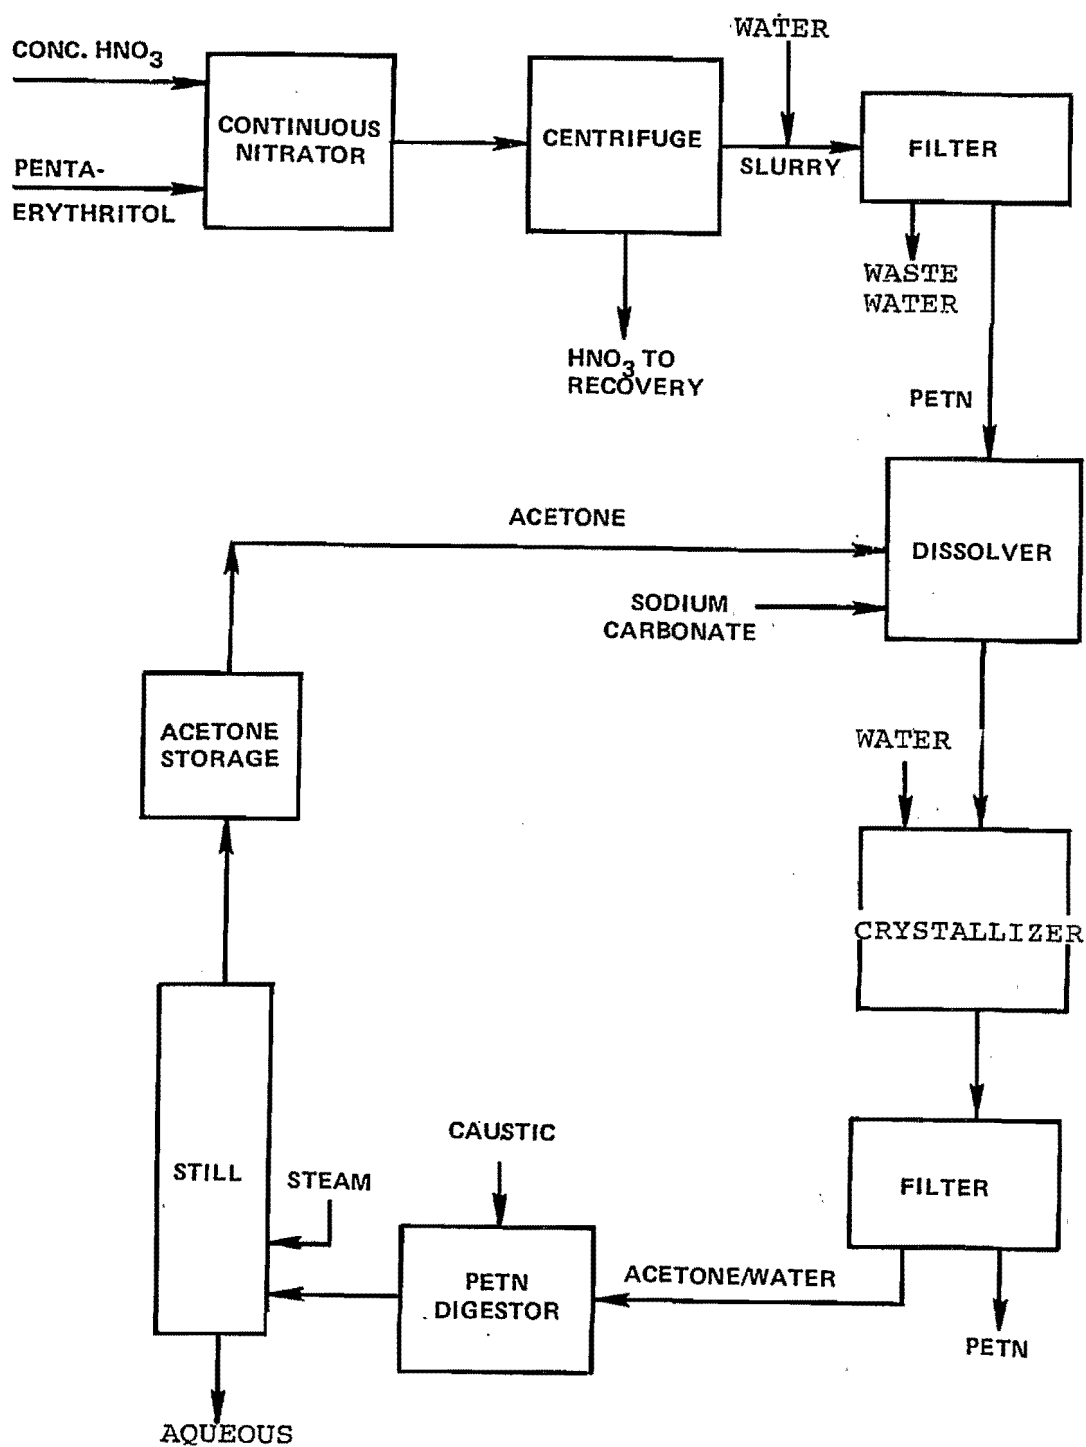 CONC. HNO3
PENTA-
ERYTHRITOL
CONTINUOUS
NITRATOR
CENTRIFUGE
WATER
SLURRY
FILTER
WASTE
WATER
HNO3 TO
RECOVERY
PETN
ACETONE
DISSOLVER
SODIUM
CARBONATE
ACETONE
STORAGE
WATER
CRYSTALLIZER
CAUSTIC
STILL
STEAM
FILTER
PETN
DIGESTOR
ACETONE/WATER
PETN
AQUEOUS